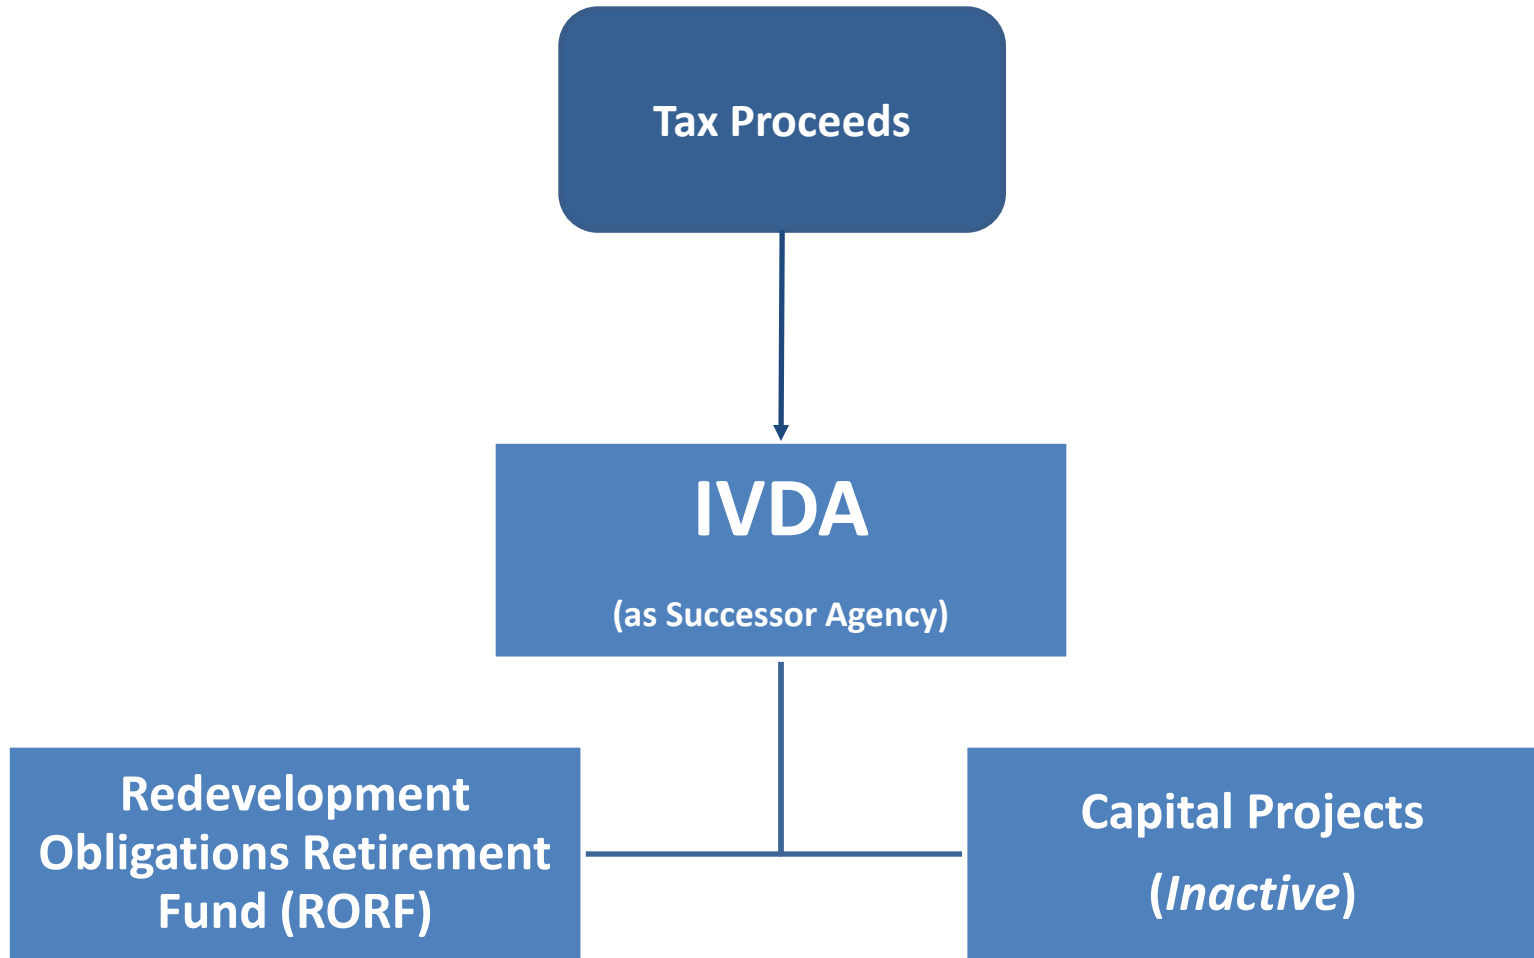 Tax Proceeds
IVDA
(as Successor Agency)
Redevelopment
Obligations Retirement
Fund (RORF)
Capital Projects
(Inactive)